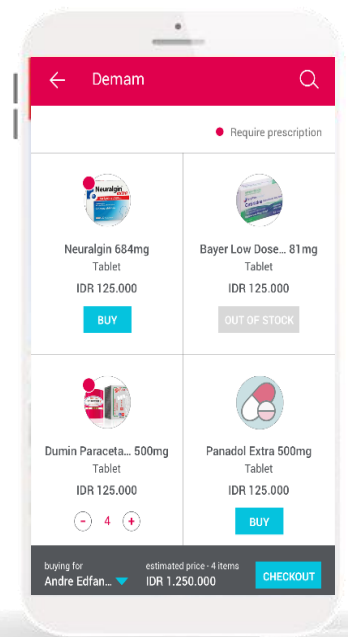 Demam
Require prescription
Neuralgin
Neuralgin 684mg
Tablet
IDR 125.000
BUY
Bayer Low Dose... 81mg
Tablet
IDR 125.000
OUT OF STOCK
Dumin Paraceta... 500mg
Tablet
IDR 125.000
- 4 +
Panadol Extra 500mg
Tablet
IDR 125.000
BUY
buying for
Andre Edfan...
estimated price - 4 items
IDR 1.250.000
CHECKOUT